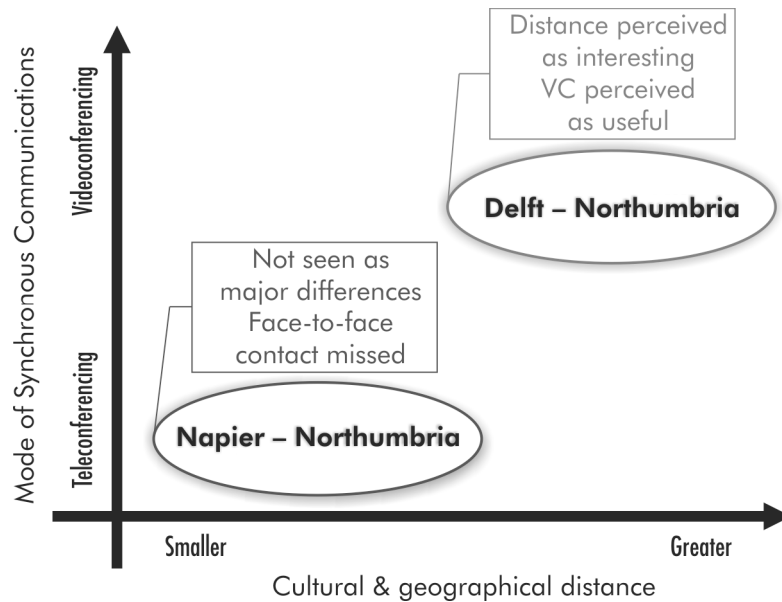 Mode of Synchronous Communications
Videoconferencing
Teleconferencing
Distance perceived
as interesting
VC perceived
as useful
Delft – Northumbria
Not seen as
major differences
Face-to-face
contact missed
Napier – Northumbria
Smaller
Greater
Cultural & geographical distance